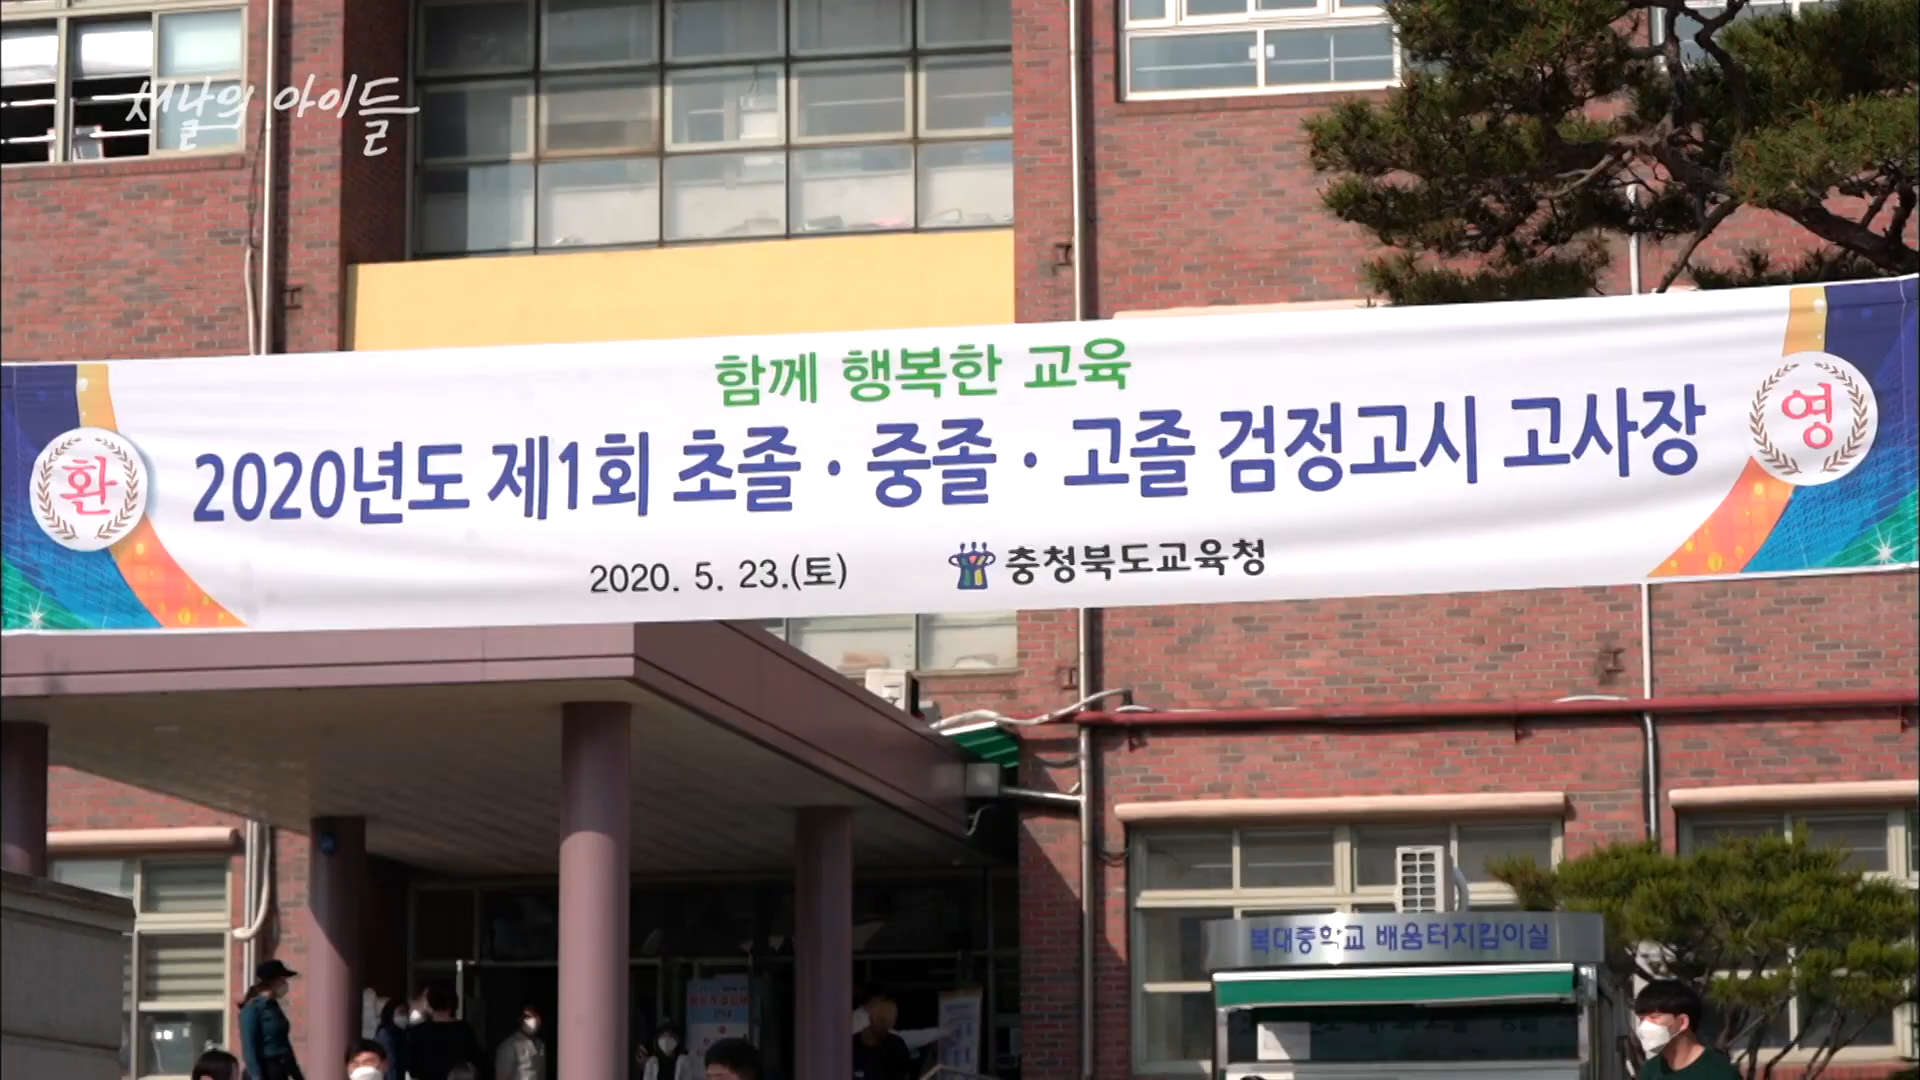 새날의 아이들
함께 행복한 교육
환 2020년도 제1회 초졸·중졸·고졸 검정고시 고사장 영
2020. 5. 23.(토) 충청북도교육청
복대중학교 배움터지킴이실